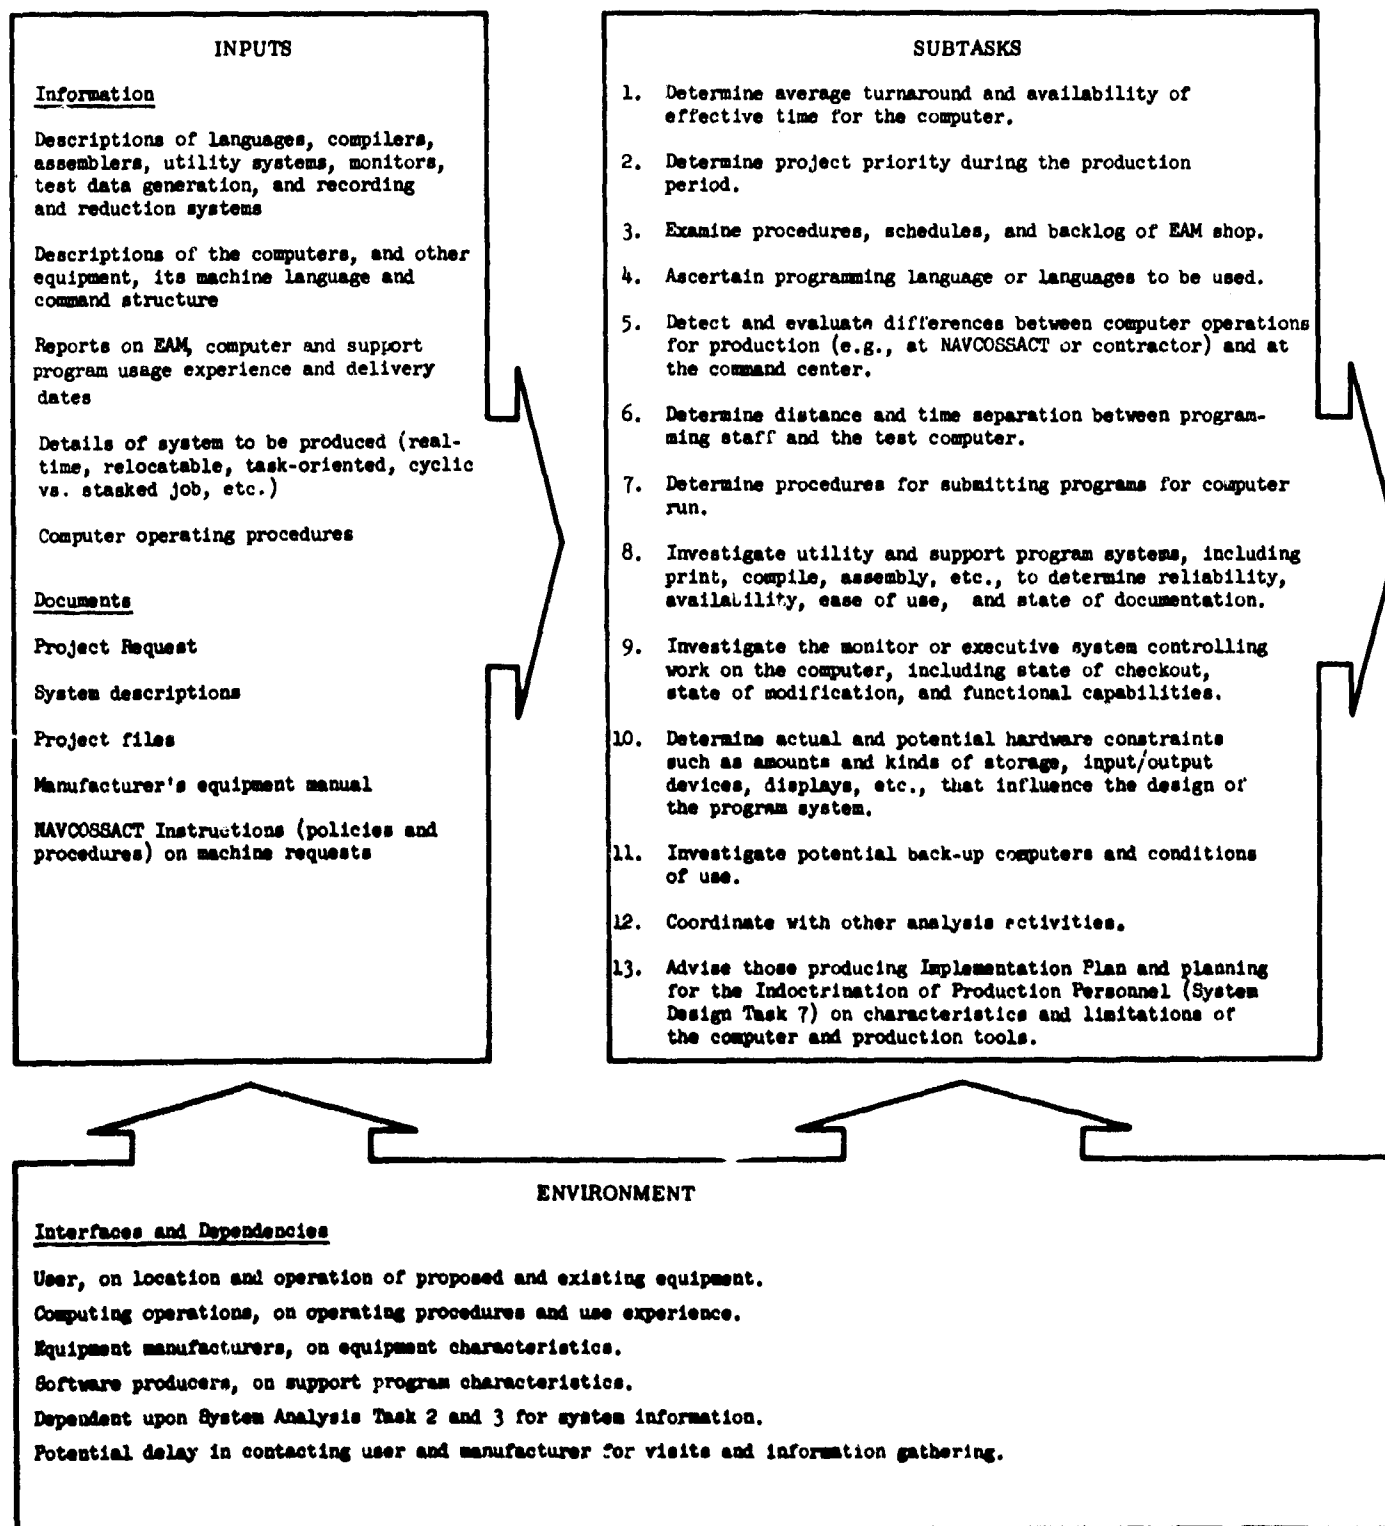 INPUTS
Information
Descriptions of languages, compilers,
assemblers, utility systems, monitors,
test data generation, and recording
and reduction systems
Descriptions of the computers, and other
equipment, its machine language and
command structure
Reports on EAM, computer and support
program usage experience and delivery
dates
Details of system to be produced (real-
time, relocatable, task-oriented, cyclic
vs. stasked job, etc.)
Computer operating procedures
Documents
Project Request
System descriptions
Project files
Manufacturer's equipment manual
NAVCOSSACT Instructions (policies and
procedures) on machine requests
SUBTASKS
1. Determine average turnaround and availability of
effective time for the computer.
2. Determine project priority during the production
period.
3. Examine procedures, schedules, and backlog of EAM shop.
4. Ascertain programming language or languages to be used.
5. Detect and evaluate differences between computer operations
for production (e.g., at NAVCOSSACT or contractor) and at
the command center.
6. Determine distance and time separation between program-
ming staff and the test computer.
7. Determine procedures for submitting programs for computer
run.
8. Investigate utility and support program systems, including
print, compile, assembly, etc., to determine reliability,
availability, ease of use, and state of documentation.
9. Investigate the monitor or executive system controlling
work on the computer, including state of checkout,
state of modification, and functional capabilities.
10. Determine actual and potential hardware constraints
such as amounts and kinds of storage, input/output
devices, displays, etc., that influence the design of
the program system.
11. Investigate potential back-up computers and conditions
of use.
12. Coordinate with other analysis activities.
13. Advise those producing Implementation Plan and planning
for the Indoctrination of Production Personnel (System
Design Task 7) on characteristics and limitations of
the computer and production tools.
ENVIRONMENT
Interfaces and Dependencies
User, on location and operation of proposed and existing equipment.
Computing operations, on operating procedures and use experience.
Equipment manufacturers, on equipment characteristics.
Software producers, on support program characteristics.
Dependent upon System Analysis Task 2 and 3 for system information.
Potential delay in contacting user and manufacturer for visits and information gathering.